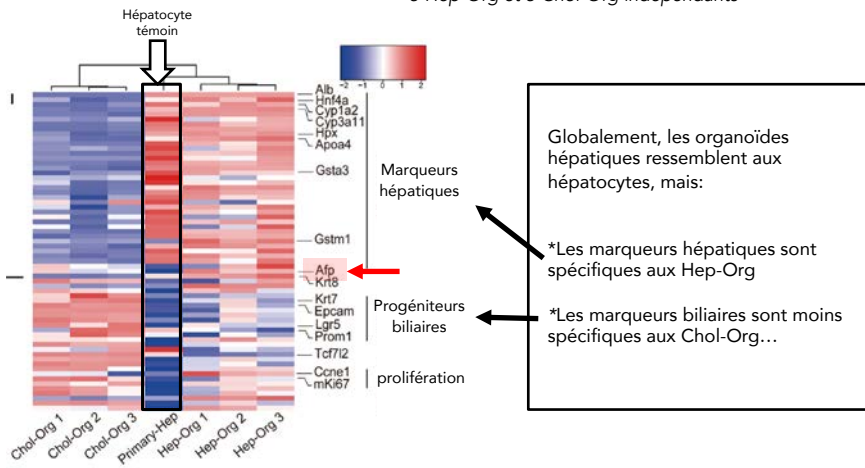 3 Hep-Org et 3 Chol-Org indépendants
Hépatocyte
témoin
-2 -1 0 1 2
Alb
Hnf4a
Cyp1a2
Cyp3a11
Hpx
Apoa4
Gsta3
Gstm1
Afp
Krt8
Krt7
Epcam
Lgr5
Prom1
Tcf7l2
Ccne1
mKi67
Marqueurs
hépatiques
Progéniteurs
biliaires
prolifération
Chol-Org 1
Chol-Org 2
Chol-Org 3
Primary-Hep
Hep-Org 1
Hep-Org 2
Hep-Org 3
Globalement, les organoïdes
hépatiques ressemblent aux
hépatocytes, mais:
*Les marqueurs hépatiques sont
spécifiques aux Hep-Org
*Les marqueurs biliaires sont moins
spécifiques aux Chol-Org…